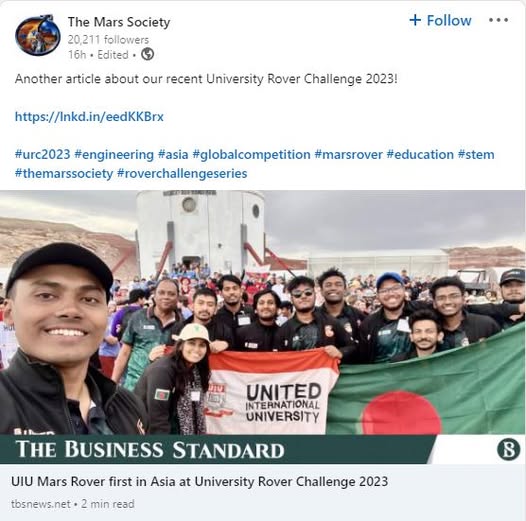 The Mars Society
+ Follow
20,211 followers
16h • Edited •
Another article about our recent University Rover Challenge 2023!
https://lnkd.in/eedKKBrx
#urc2023 #engineering #asia #globalcompetition #marsrover #education #stem
#themarssociety #roverchallengeseries
UIU
UNITED
INTERNATIONAL
UNIVERSITY
THE BUSINESS STANDARD
UIU Mars Rover first in Asia at University Rover Challenge 2023
tbsnews.net • 2 min read